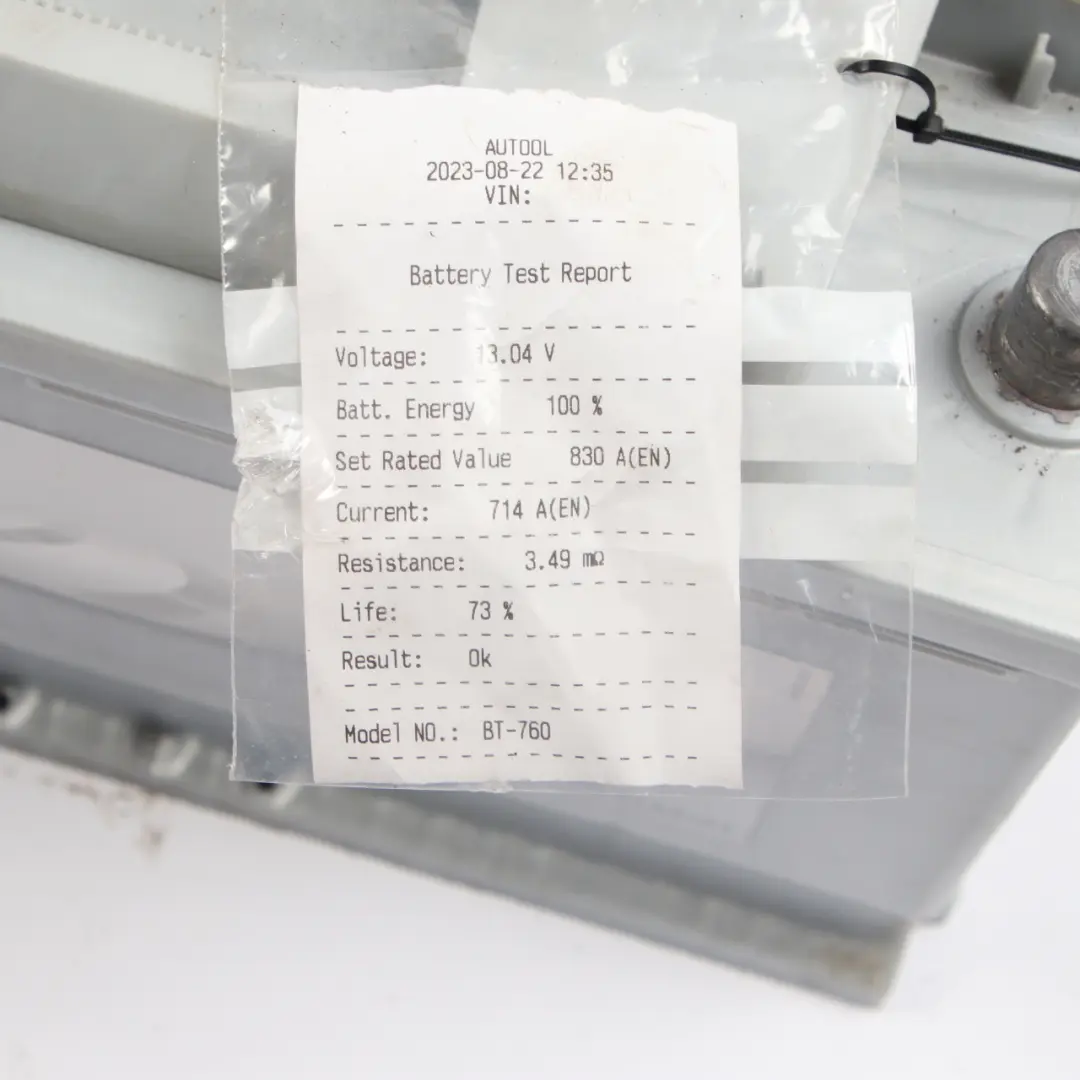 AUTOOL
2023-08-22 12:35
VIN:
Battery Test Report
Voltage: 13.04 V
Batt. Energy 100 %
Set Rated Value 830 A(EN)
Current: 714 A(EN)
Resistance: 3.49 mΩ
Life: 73 %
Result: Ok
Model NO.: BT-760